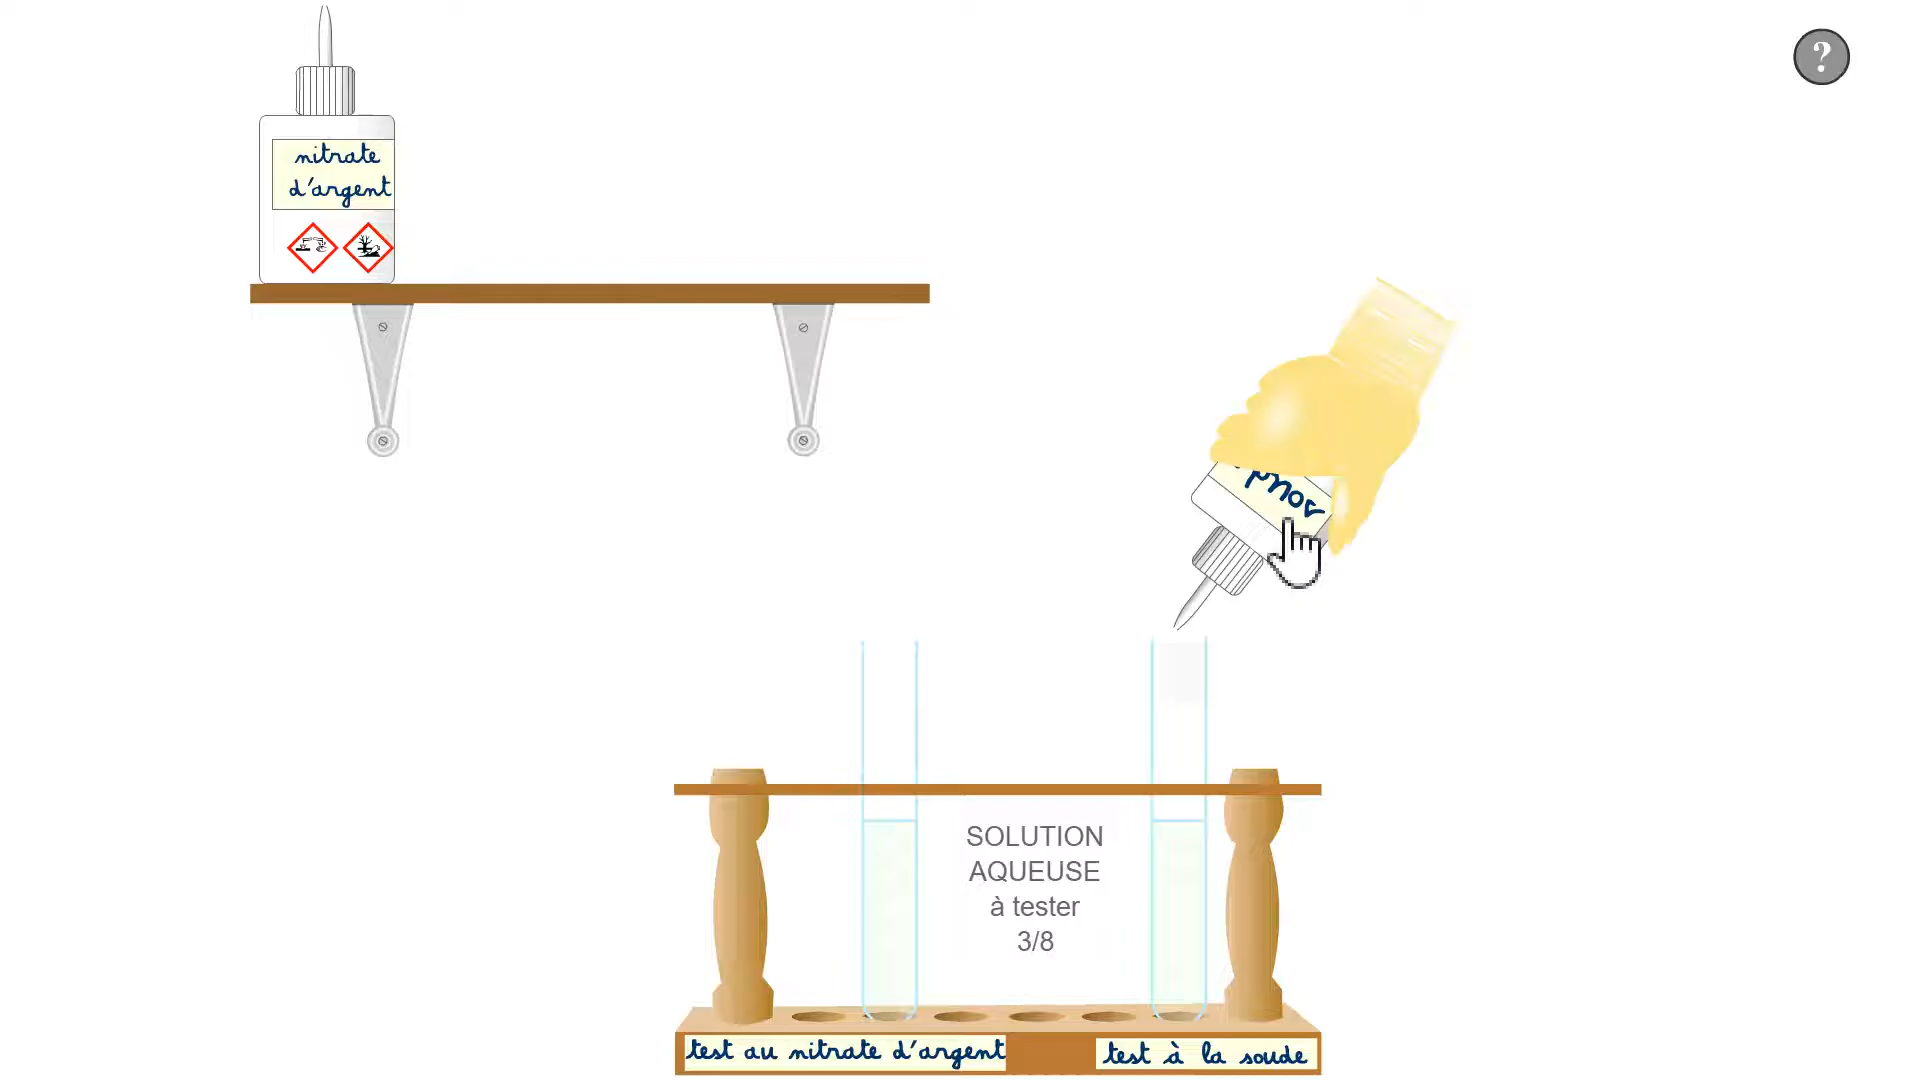 ?
nitrate
d'argent
SOLUTION
AQUEUSE
à tester
3/8
test au nitrate d'argent
test à la soude